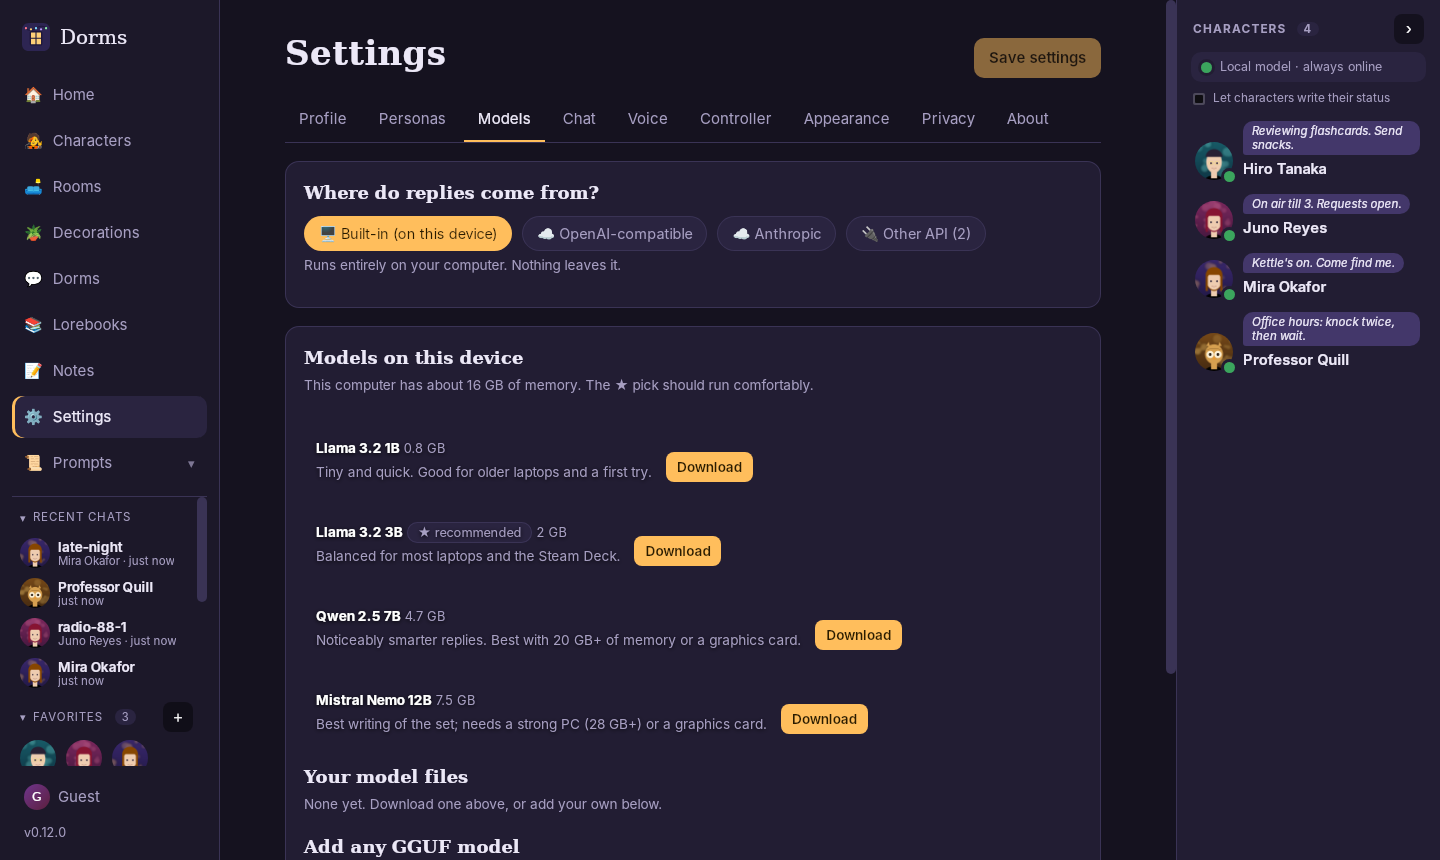 Dorms
Home
Characters
Rooms
Decorations
Dorms
Lorebooks
Notes
Settings
Prompts
RECENT CHATS
late-night
Mira Okafor · just now
Professor Quill
just now
radio-88-1
Juno Reyes · just now
Mira Okafor
just now
FAVORITES 3 +
G Guest
v0.12.0
Settings
Save settings
Profile Personas Models Chat Voice Controller Appearance Privacy About
Where do replies come from?
Built-in (on this device) OpenAI-compatible Anthropic Other API (2)
Runs entirely on your computer. Nothing leaves it.
Models on this device
This computer has about 16 GB of memory. The ★ pick should run comfortably.
Llama 3.2 1B 0.8 GB
Tiny and quick. Good for older laptops and a first try. Download
Llama 3.2 3B ★ recommended 2 GB
Balanced for most laptops and the Steam Deck. Download
Qwen 2.5 7B 4.7 GB
Noticeably smarter replies. Best with 20 GB+ of memory or a graphics card. Download
Mistral Nemo 12B 7.5 GB
Best writing of the set; needs a strong PC (28 GB+) or a graphics card. Download
Your model files
None yet. Download one above, or add your own below.
Add any GGUF model
CHARACTERS 4 ›
Local model · always online
Let characters write their status
Reviewing flashcards. Send
snacks.
Hiro Tanaka
On air till 3. Requests open.
Juno Reyes
Kettle's on. Come find me.
Mira Okafor
Office hours: knock twice,
then wait.
Professor Quill